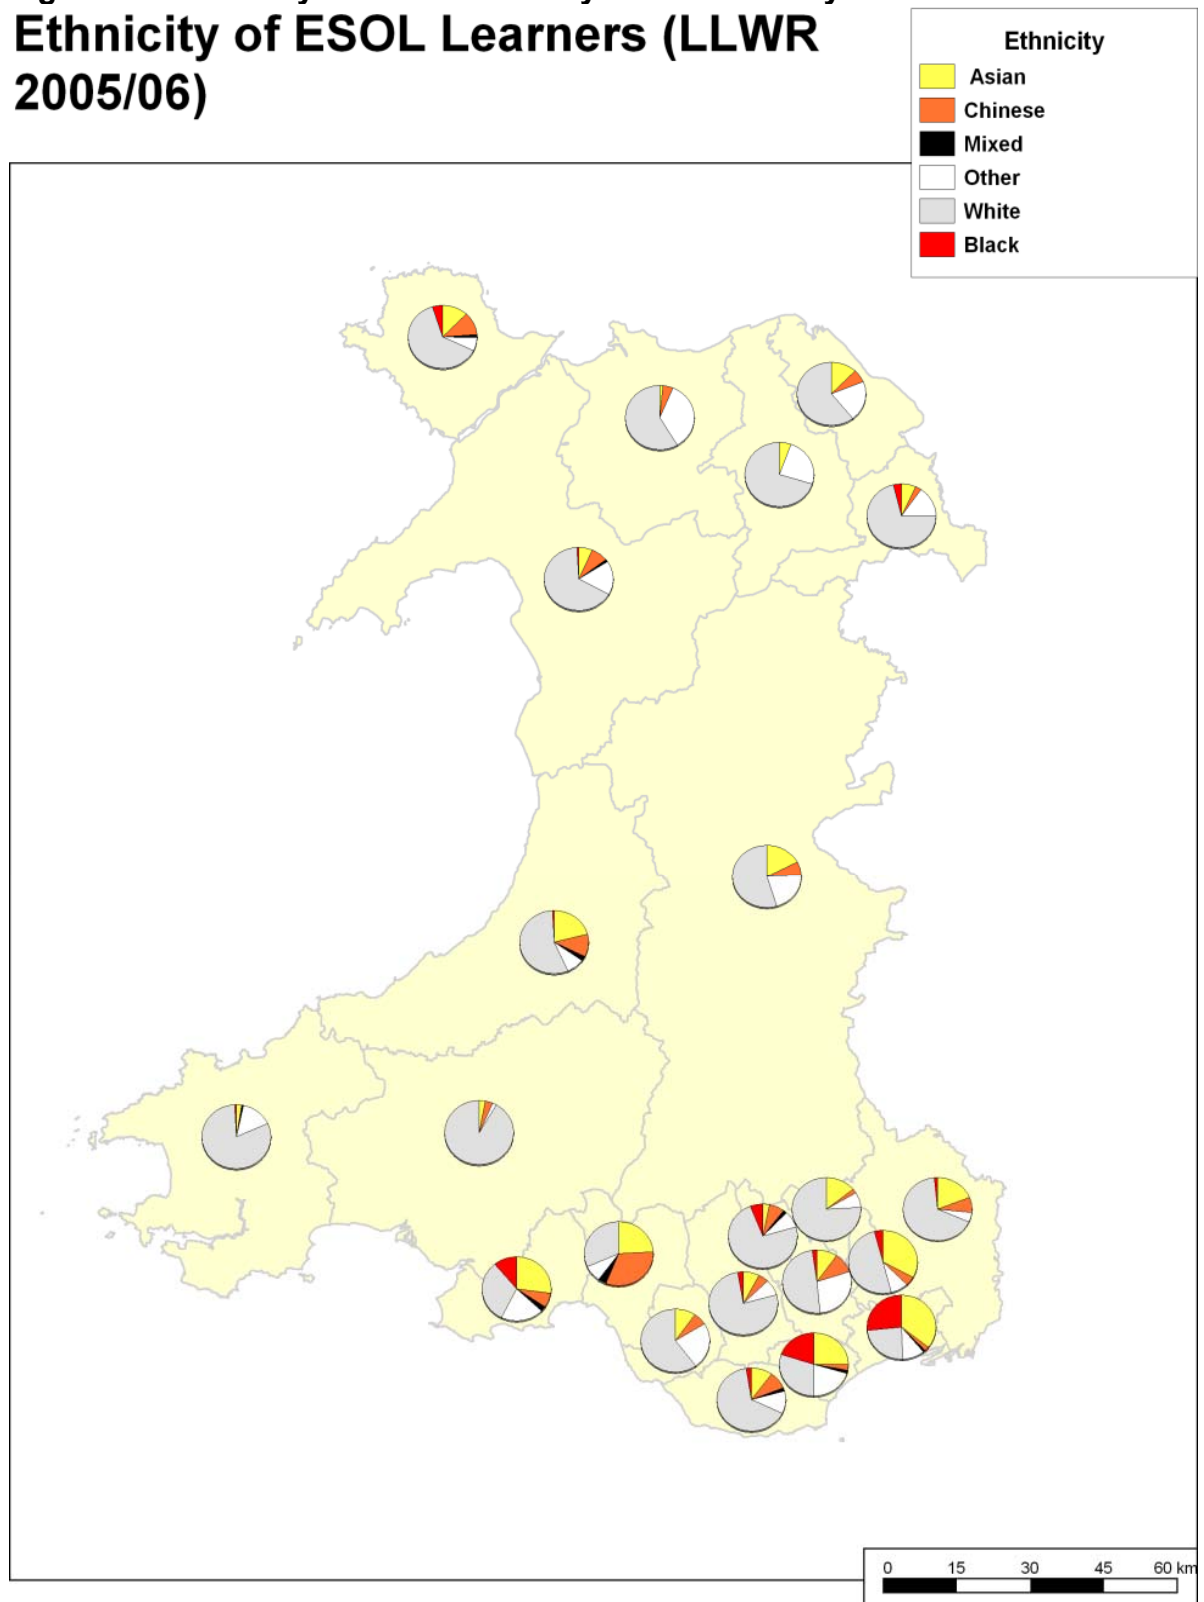 Ethnicity of ESOL Learners (LLWR
2005/06)
Ethnicity
Asian
Chinese
Mixed
Other
White
Black
0 15 30 45 60 km